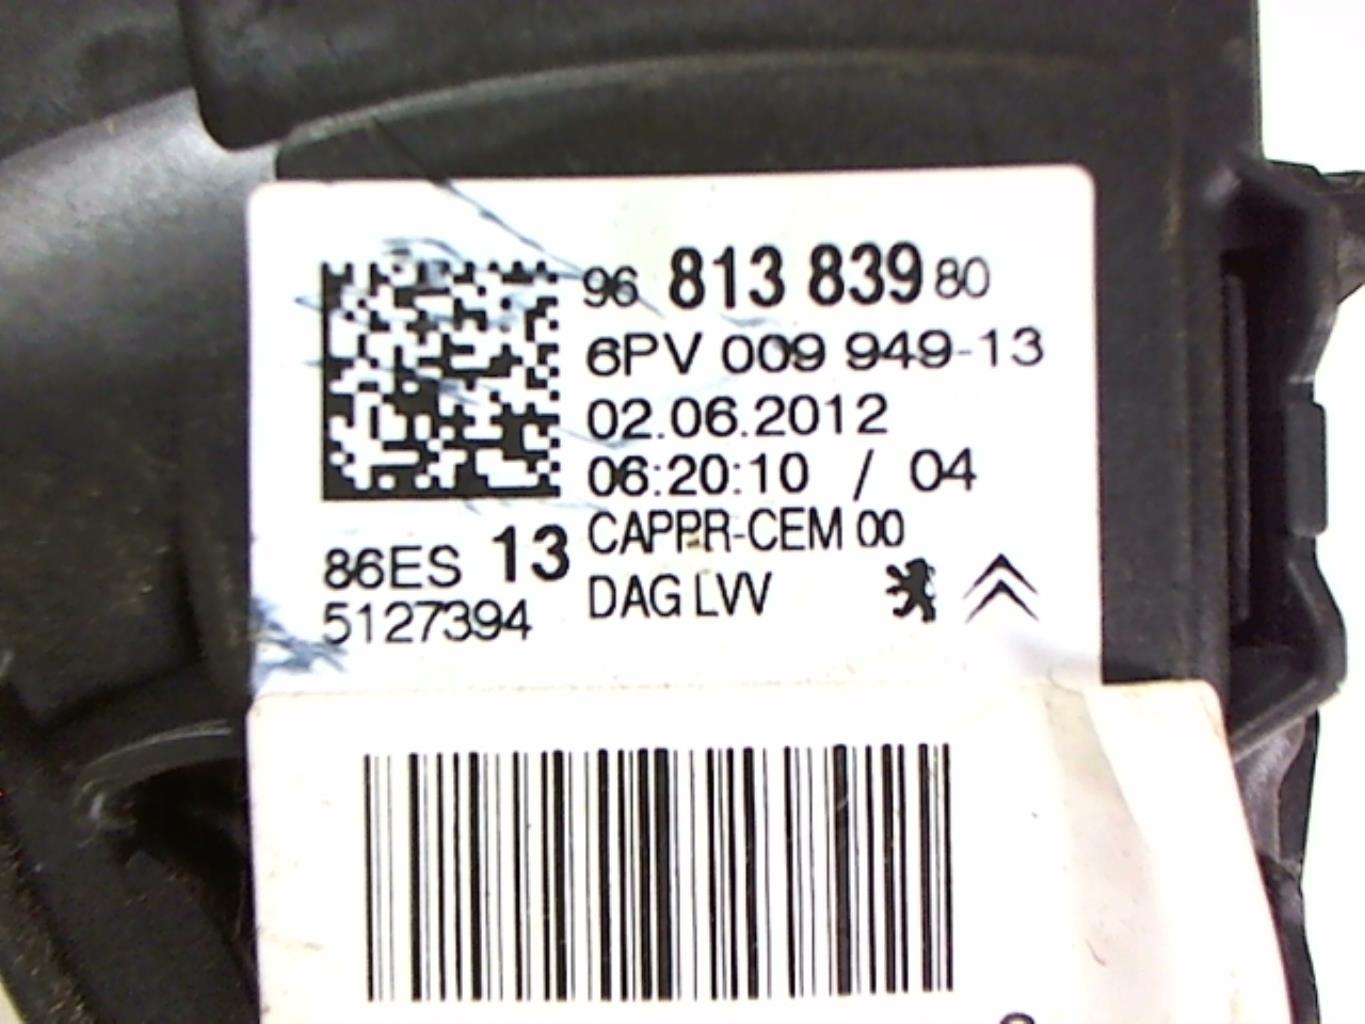 96 813 839 80
6PV 009 949-13
02.06.2012
06:20:10 / 04
CAPPR-CEM 00
DAG LVV
86ES 13
5127394